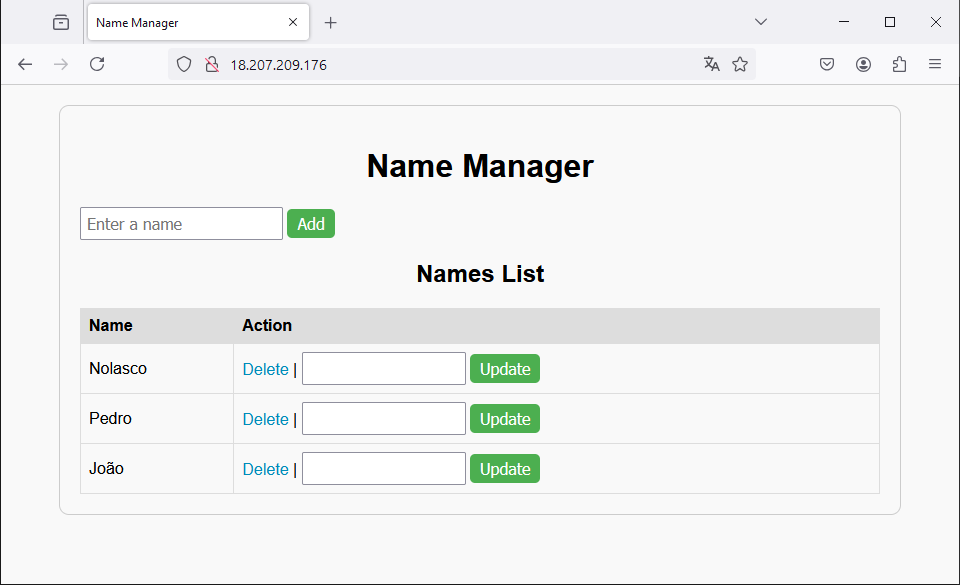 Name Manager
18.207.209.176
Name Manager
Enter a name Add
Names List
Name Action
Nolasco Delete | Update
Pedro Delete | Update
João Delete | Update